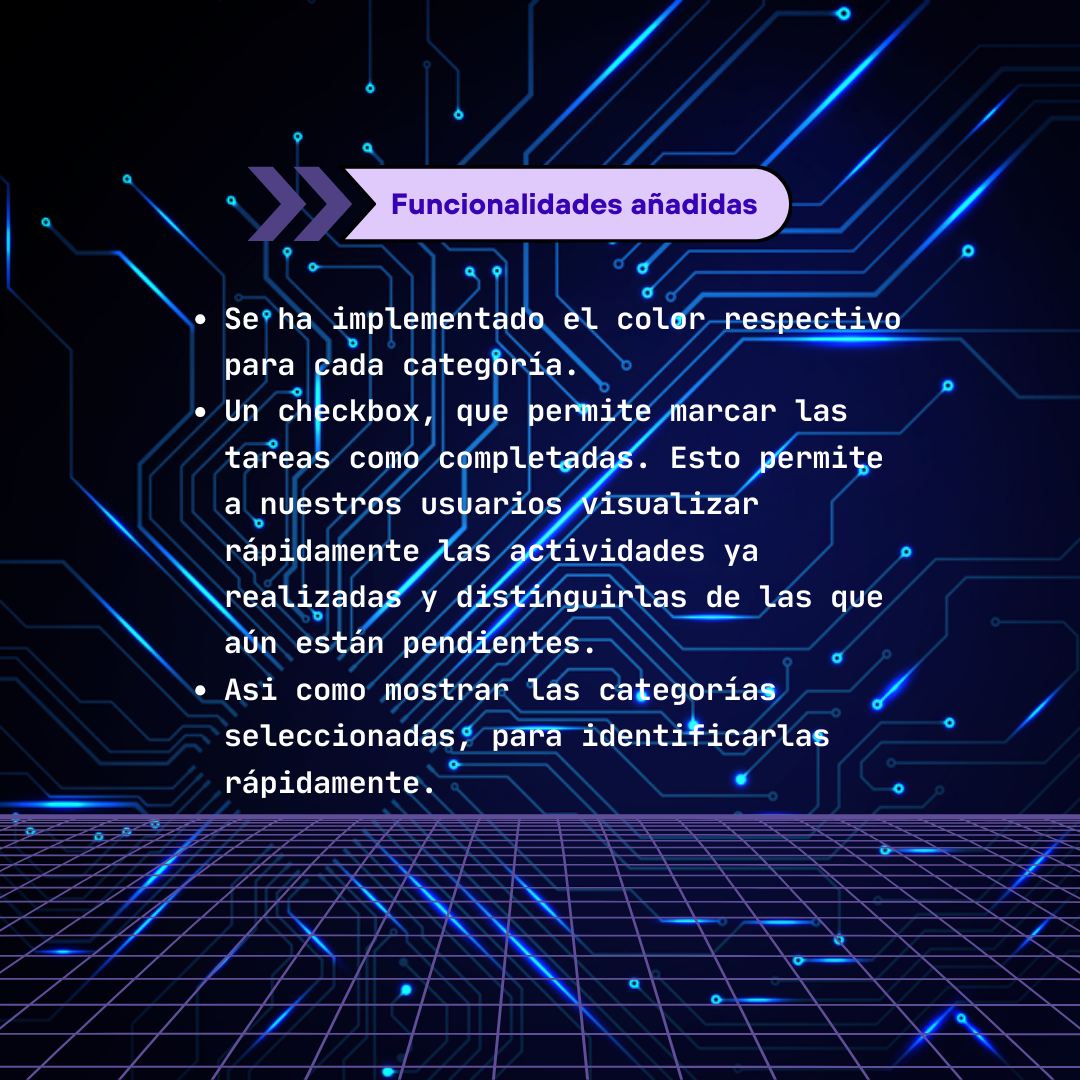 Funcionalidades añadidas
• Se ha implementado el color respectivo
para cada categoría.
• Un checkbox, que permite marcar las
tareas como completadas. Esto permite
a nuestros usuarios visualizar
rápidamente las actividades ya
realizadas y distinguirlas de las que
aún están pendientes.
• Asi como mostrar las categorías
seleccionadas, para identificarlas
rápidamente.